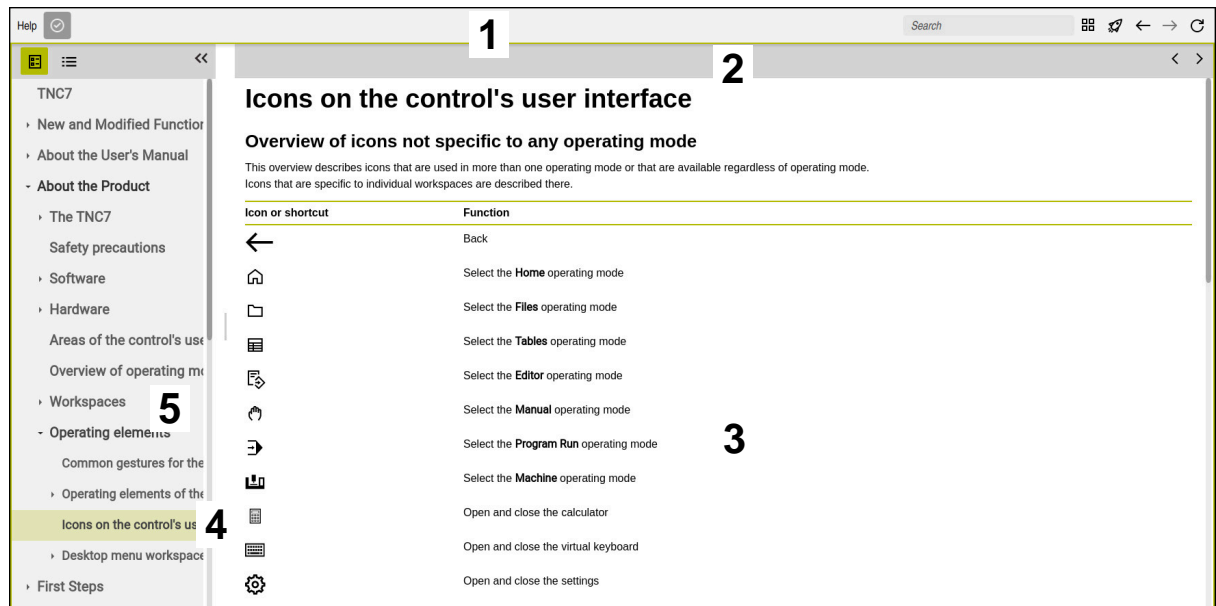 Help
Search
1
2
TNC7
New and Modified Function
About the User's Manual
About the Product
The TNC7
Safety precautions
Software
Hardware
Areas of the control's use
Overview of operating mo
Workspaces
5
Operating elements
Common gestures for the
Operating elements of the
Icons on the control's us
4
Desktop menu workspace
First Steps
Icons on the control's user interface
Overview of icons not specific to any operating mode
This overview describes icons that are used in more than one operating mode or that are available regardless of operating mode.
Icons that are specific to individual workspaces are described there.
Icon or shortcut Function
Back
Select the Home operating mode
Select the Files operating mode
Select the Tables operating mode
Select the Editor operating mode
Select the Manual operating mode
Select the Program Run operating mode
3
Select the Machine operating mode
Open and close the calculator
Open and close the virtual keyboard
Open and close the settings